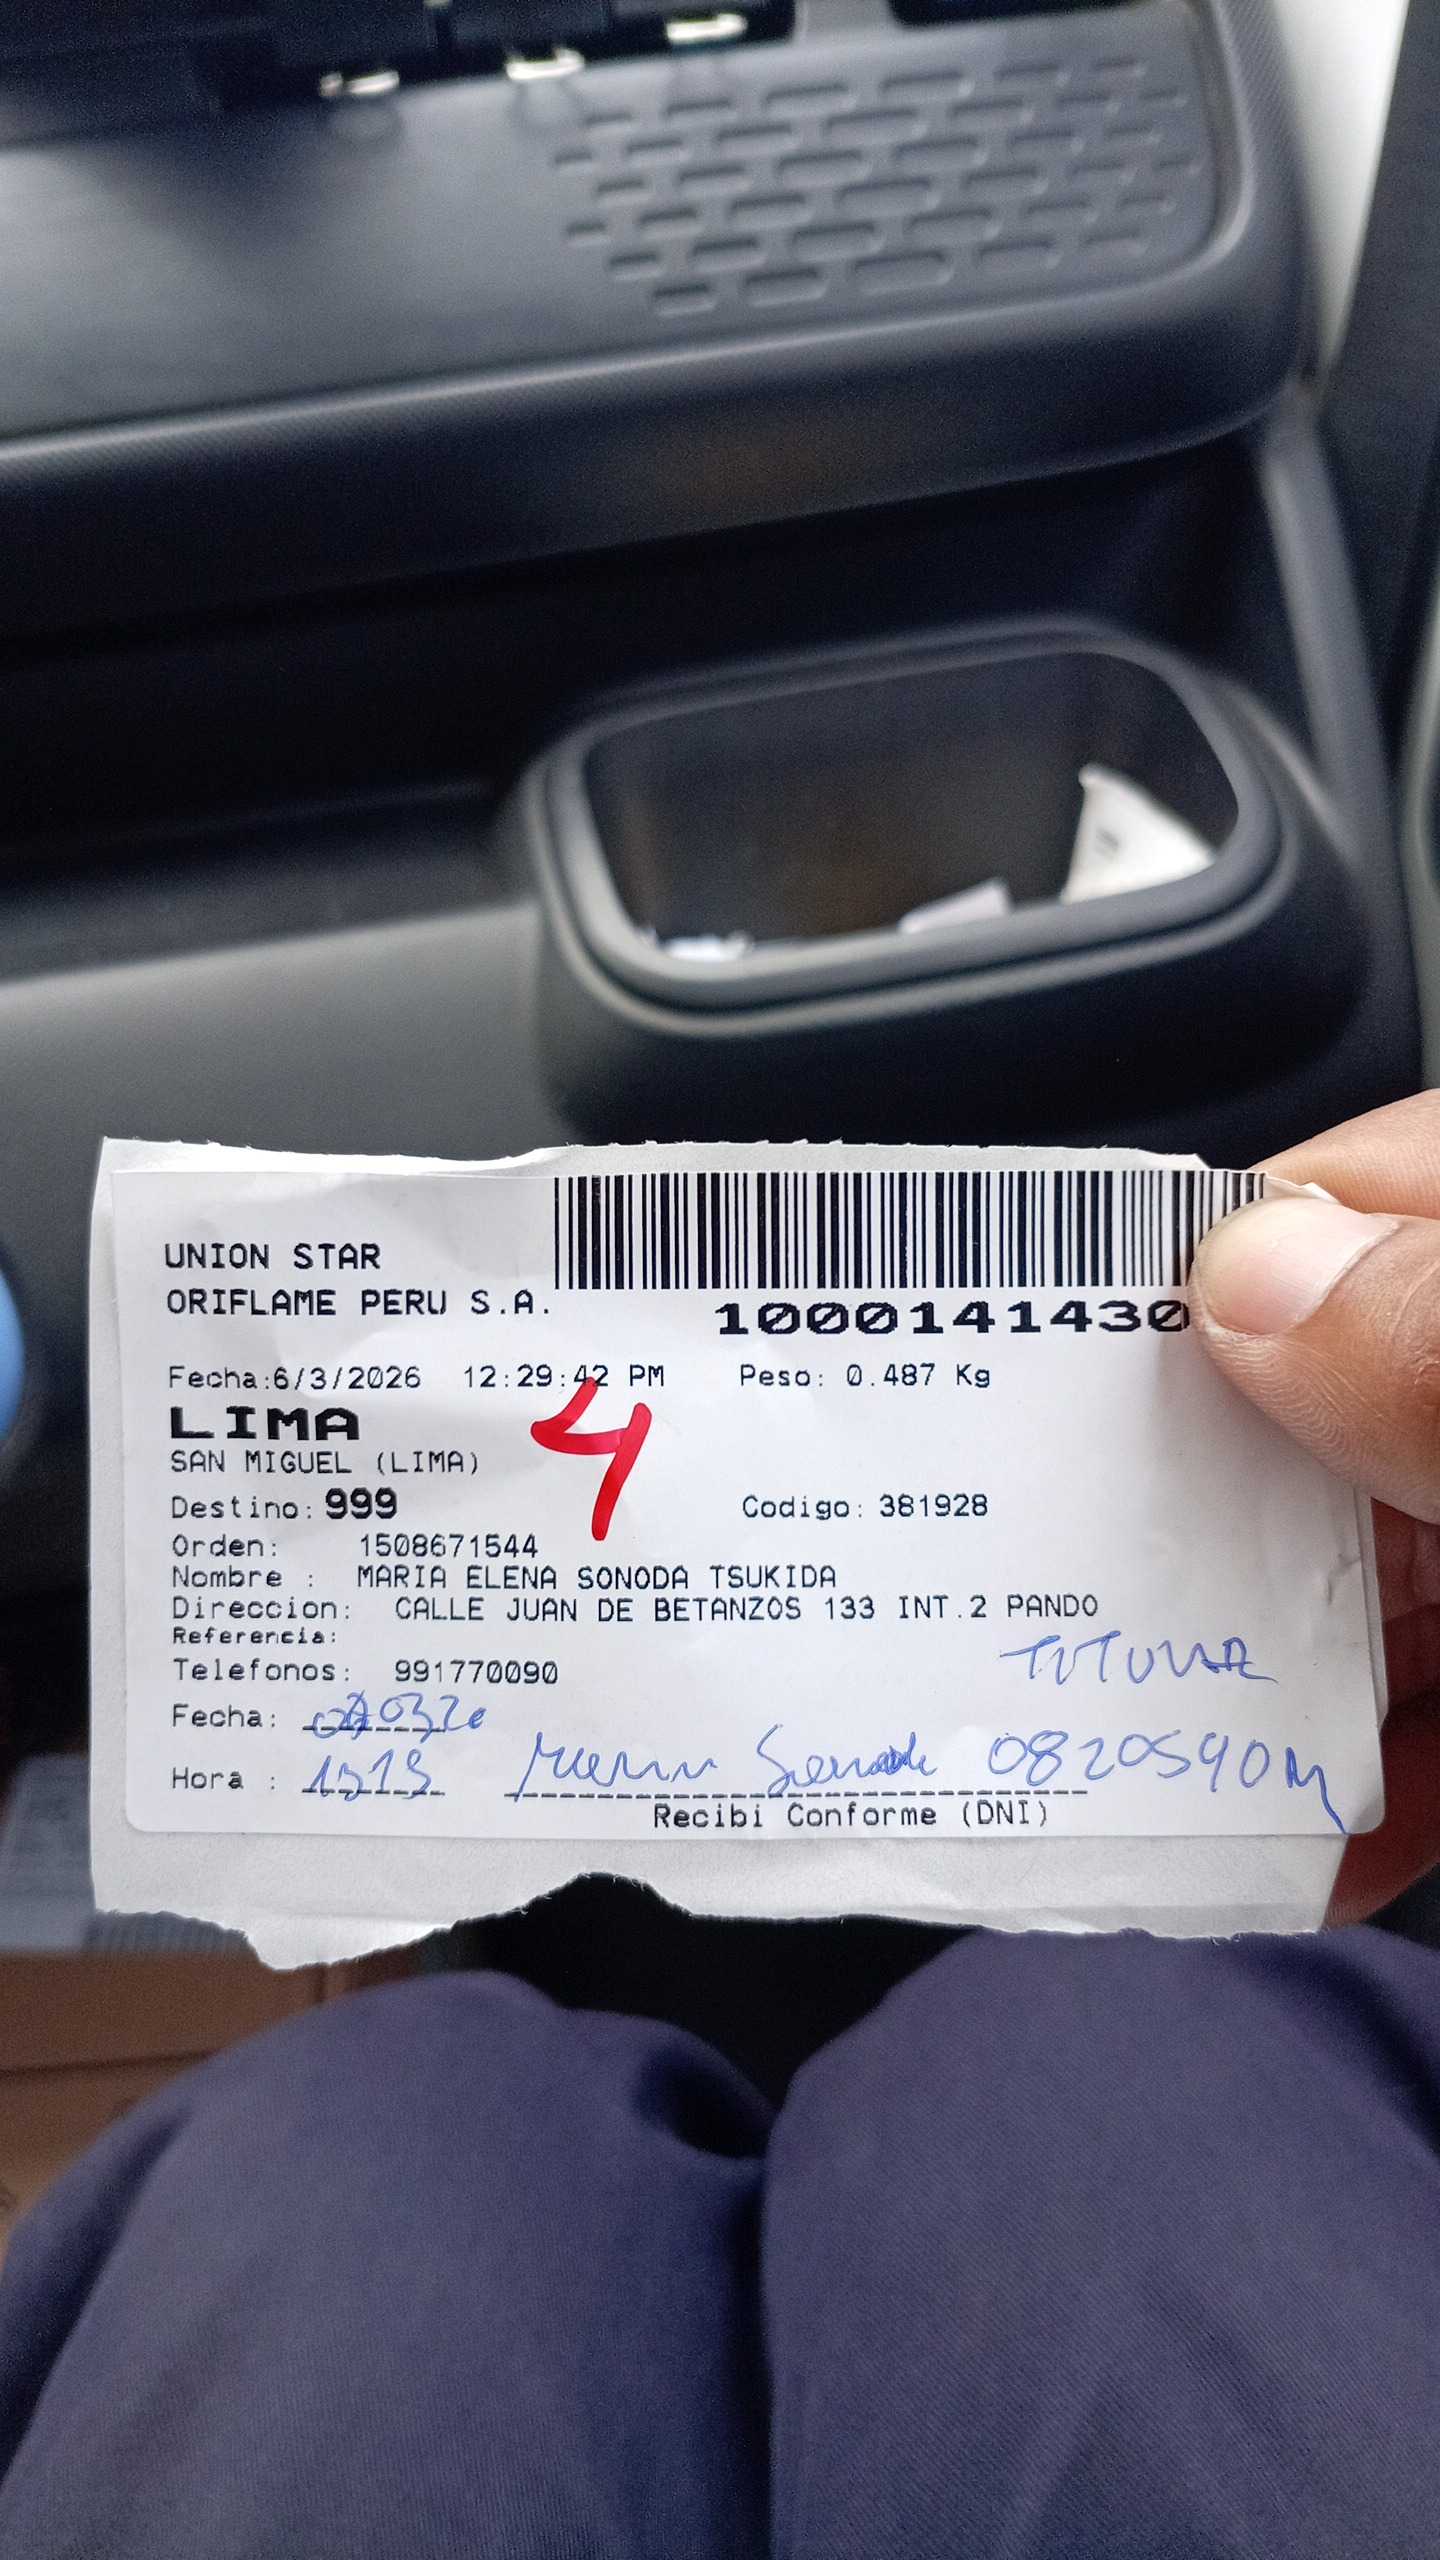 UNION STAR
ORIFLAME PERU S.A.
1000141430
Fecha:6/3/2026 12:29:42 PM Peso: 0.487 Kg
LIMA
4
SAN MIGUEL (LIMA)
Destino: 999 Codigo: 381928
Orden: 1508671544
Nombre : MARIA ELENA SONODA TSUKIDA
Direccion: CALLE JUAN DE BETANZOS 133 INT.2 PANDO
Referencia:
Telefonos: 991770090
Fecha:
Hora :
Recibi Conforme (DNI)